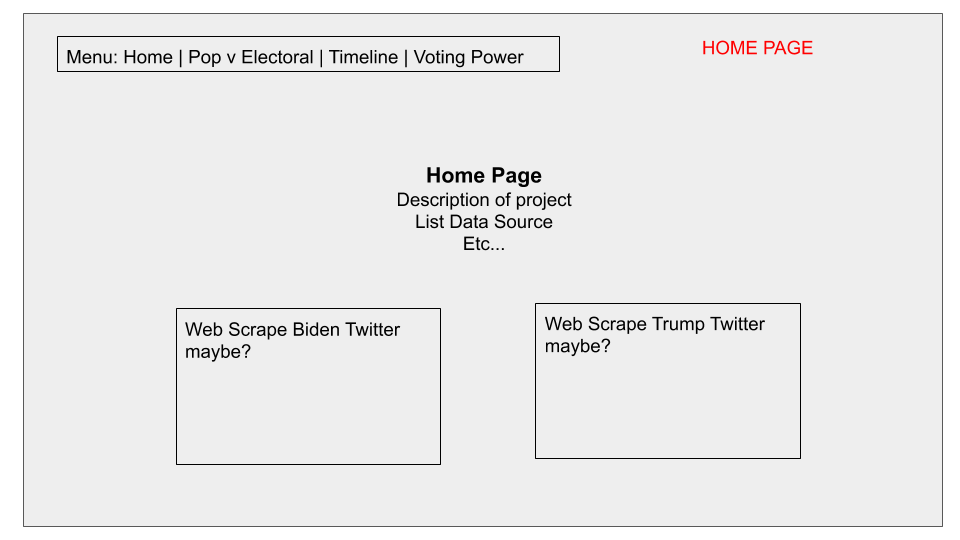 Menu: Home | Pop v Electoral | Timeline | Voting Power
HOME PAGE
Home Page
Description of project
List Data Source
Etc...
Web Scrape Biden Twitter
maybe?
Web Scrape Trump Twitter
maybe?